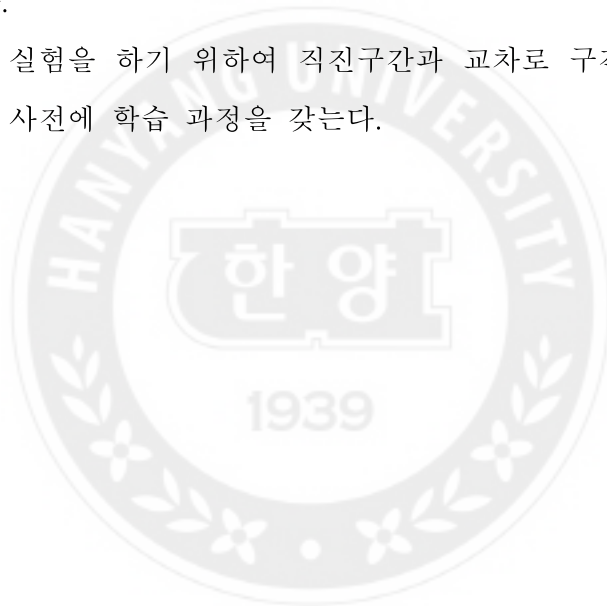 .
실험을 하기 위하여 직진구간과 교차로
사전에 학습 과정을 갖는다.
HANYANG UNIVERSITY
한양
1939